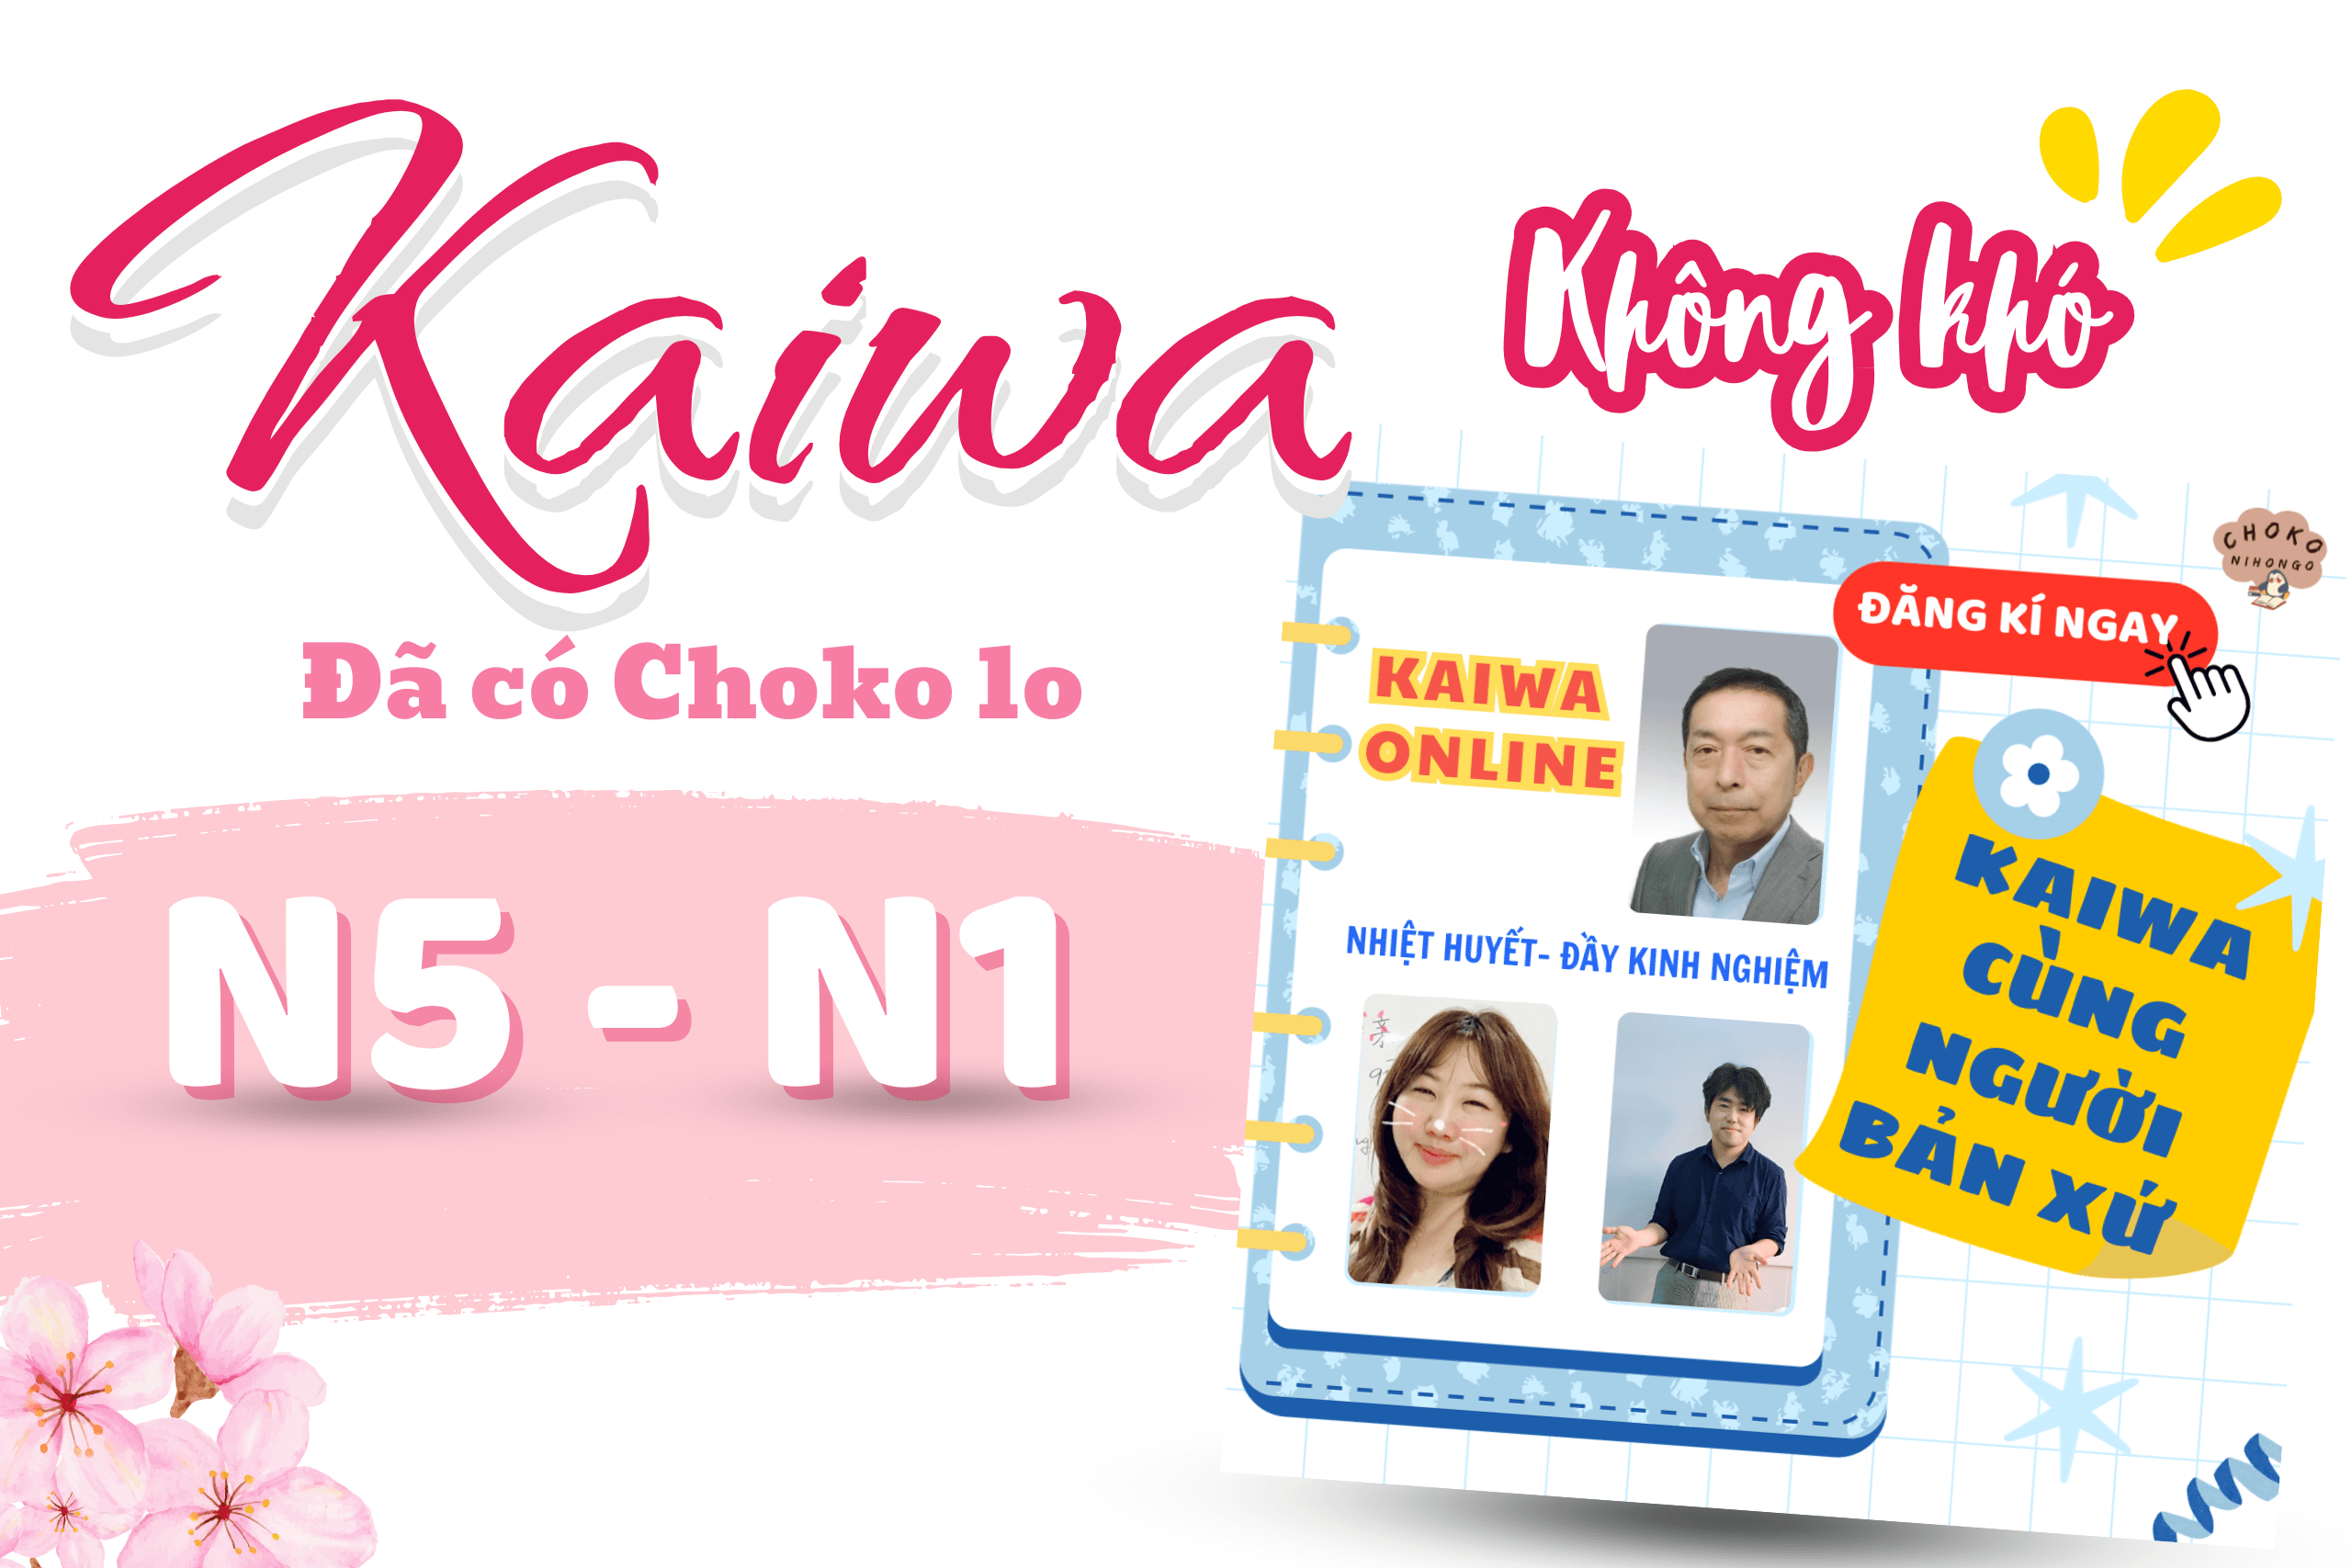 Kaiwa
Không khó
Đã có Choko lo
N5 - N1
CHOKO
NIHONGO
ĐĂNG KÍ NGAY
KAIWA
ONLINE
NHIỆT HUYẾT- ĐẦY KINH NGHIỆM
KAIWA
CÙNG
NGƯỜI
BẢN XỨ